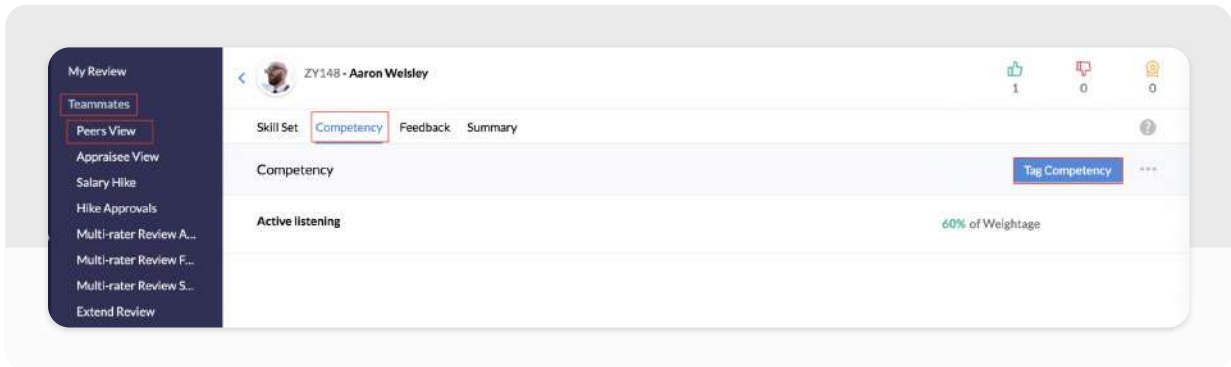 My Review
Teammates
Peers View
Appraisee View
Salary Hike
Hike Approvals
Multi-rater Review A...
Multi-rater Review F...
Multi-rater Review S...
Extend Review
ZY148 - Aaron Welsley
1
0
0
Skill Set Competency Feedback Summary
?
Competency
Tag Competency
Active listening
60% of Weightage